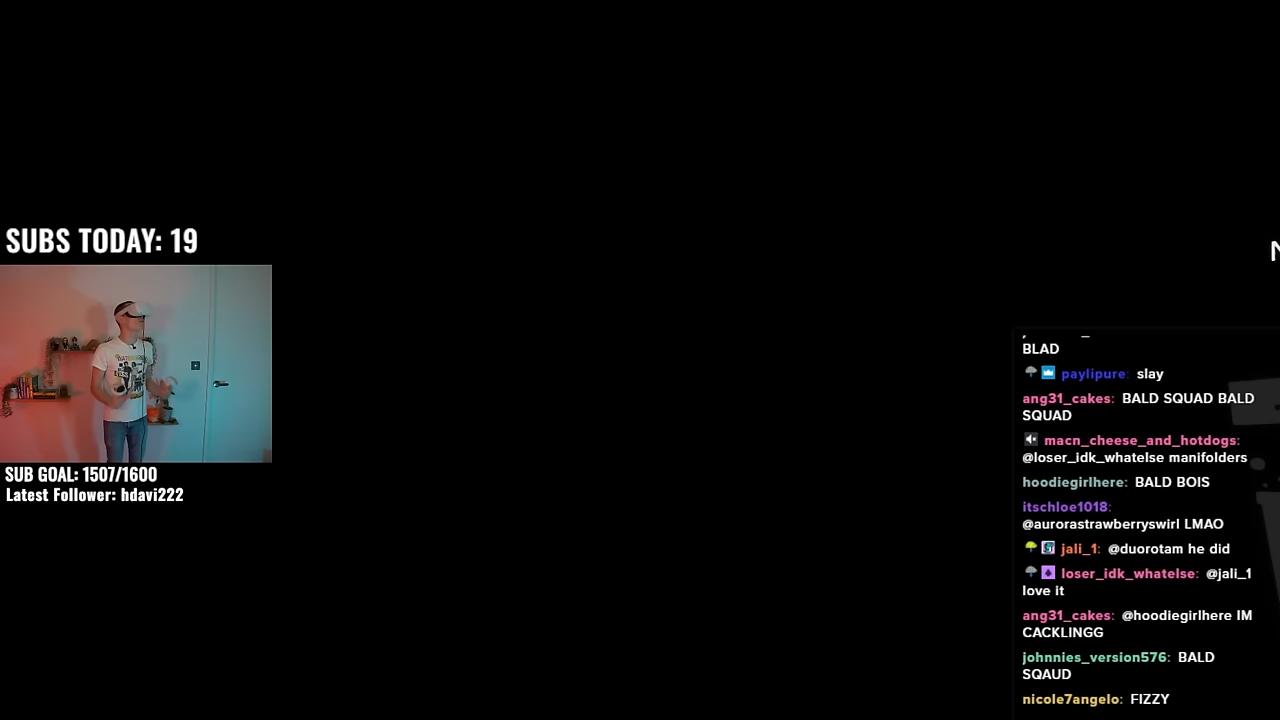 SUBS TODAY: 19
SUB GOAL: 1507/1600
Latest Follower: hdavi222
BLAD
paylipure: slay
ang31_cakes: BALD SQUAD BALD
SQUAD
macn_cheese_and_hotdogs:
@loser_idk_whatelse manifolders
hoodiegirlhere: BALD BOIS
itschloe1018:
@aurorastrawberryswirl LMAO
jali_1: @duorotam he did
loser_idk_whatelse: @jali_1
love it
ang31_cakes: @hoodiegirlhere IM
CACKLINGG
johnnies_version576: BALD
SQAUD
nicole7angelo: FIZZY